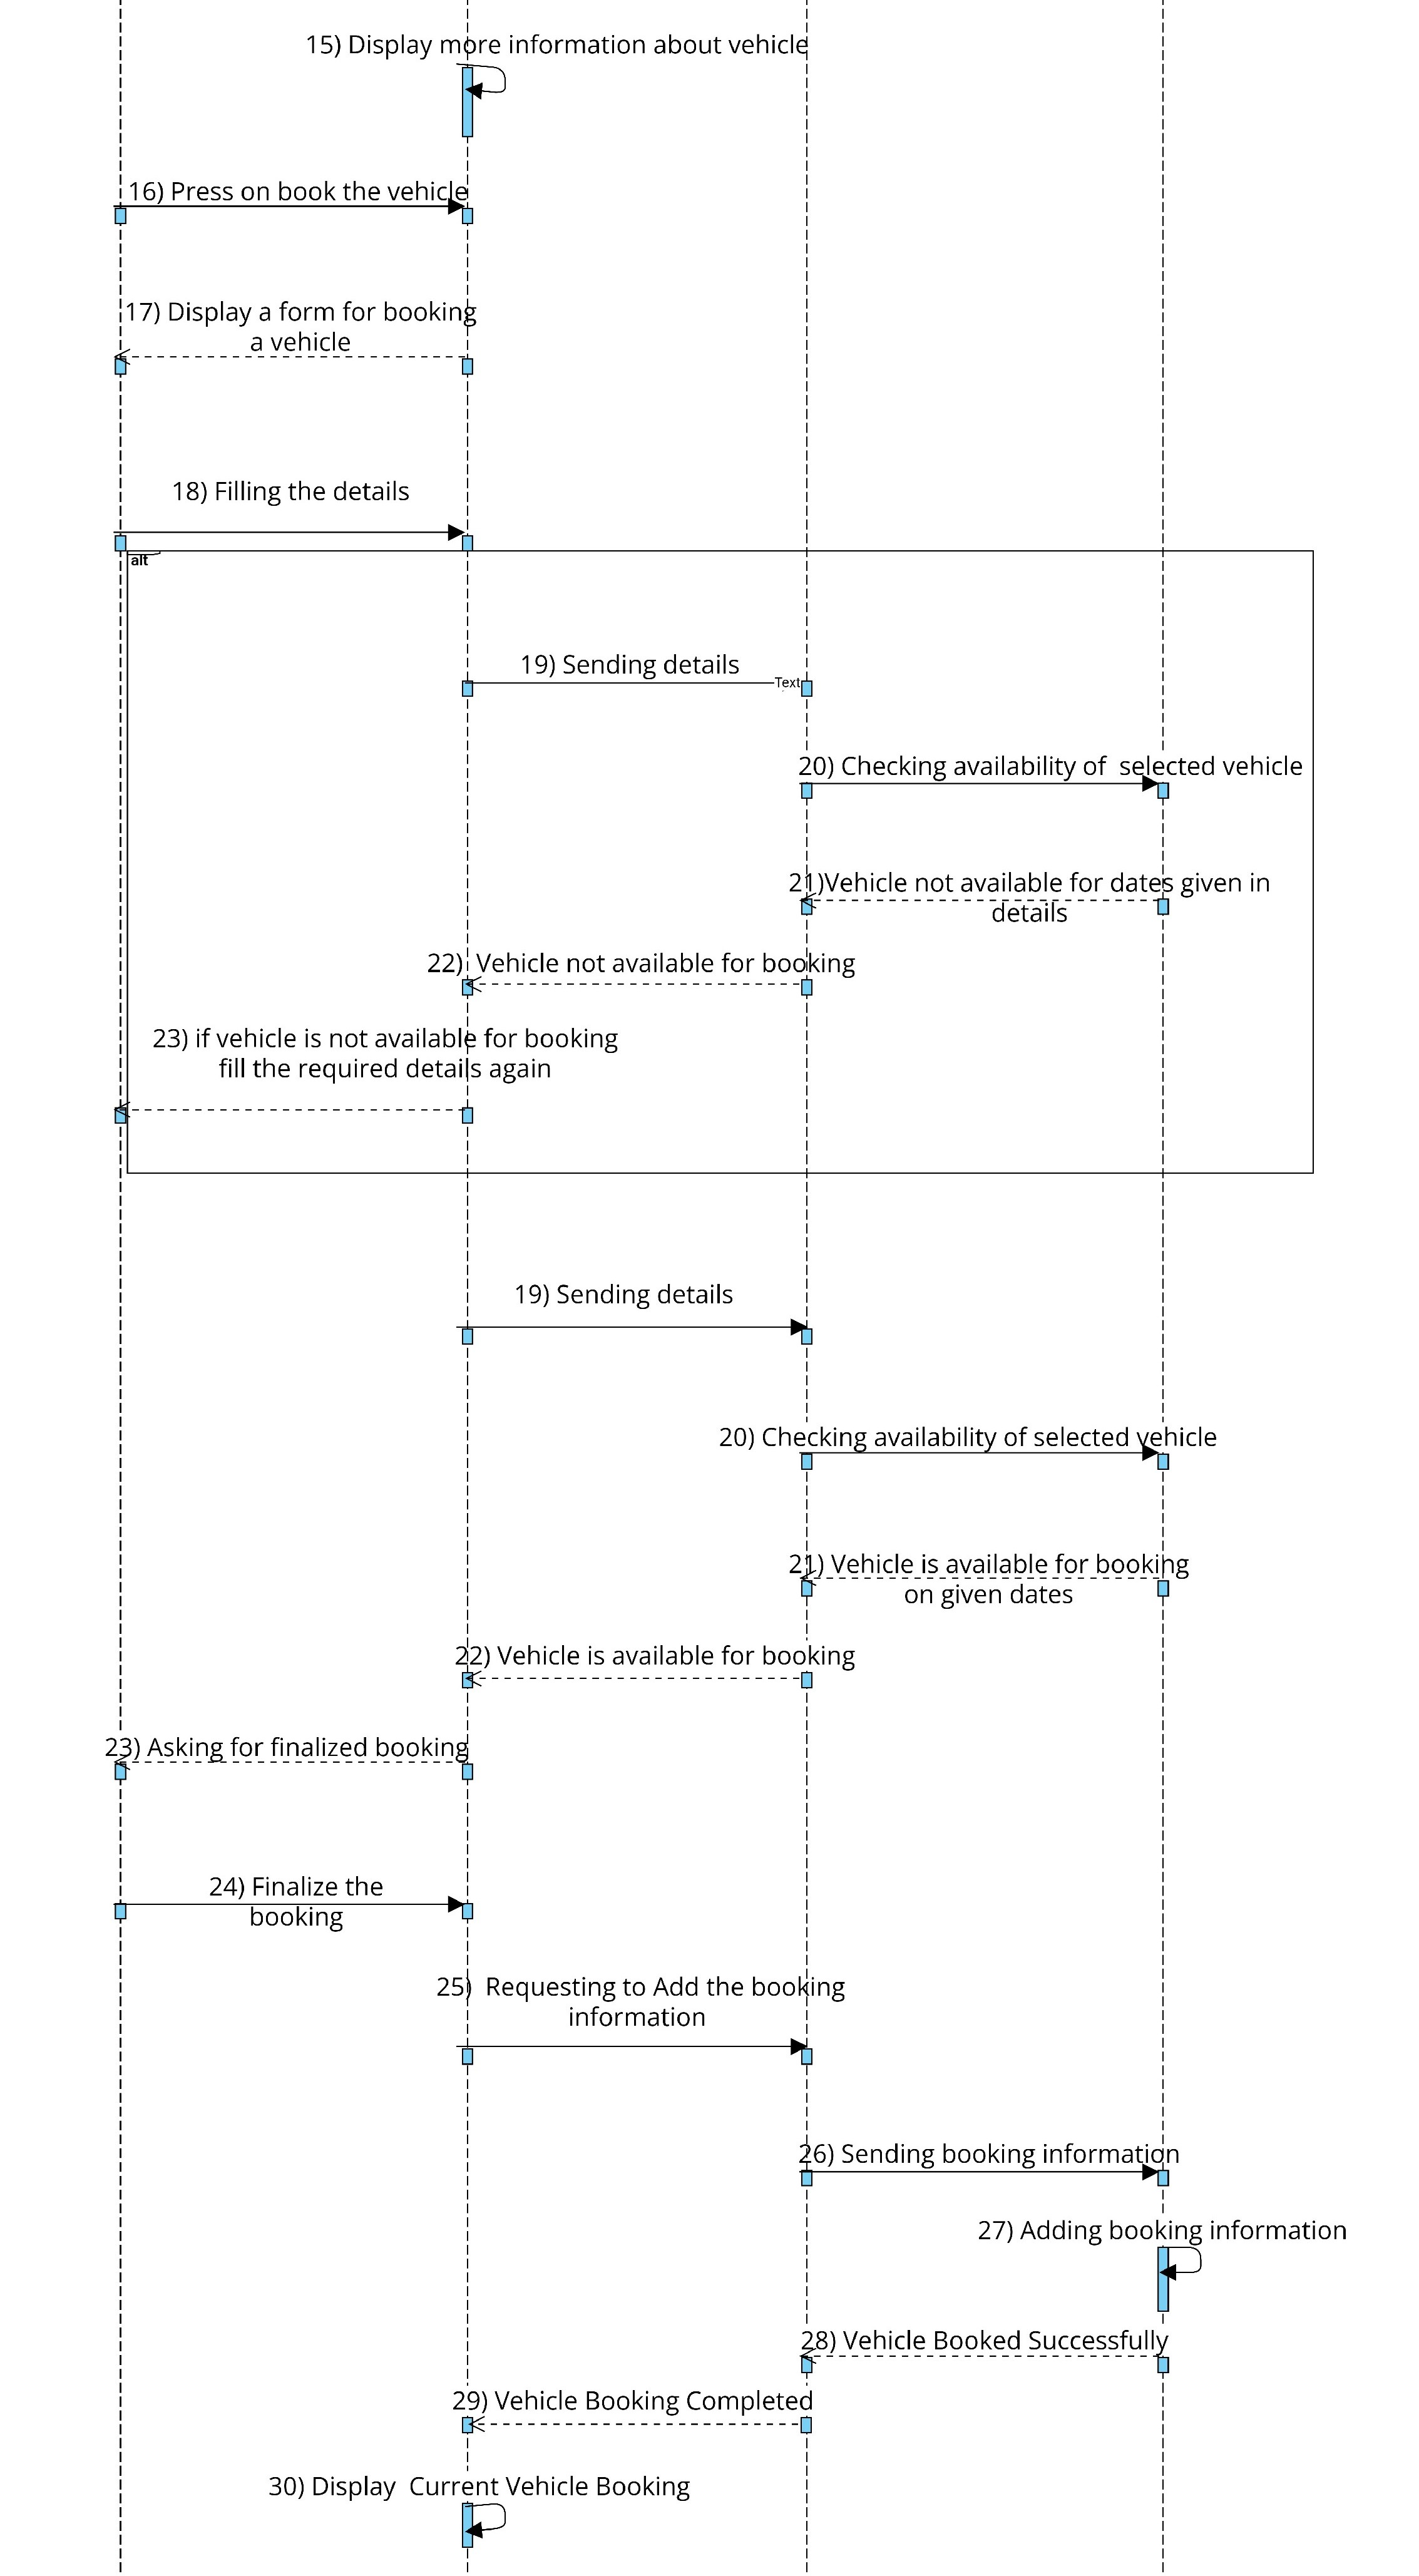 15) Display more information about vehicle
16) Press on book the vehicle
17) Display a form for booking
a vehicle
18) Filling the details
alt
19) Sending details
Text
20) Checking availability of  selected vehicle
21)Vehicle not available for dates given in
details
22)  Vehicle not available for booking
23) if vehicle is not available for booking
fill the required details again
19) Sending details
20) Checking availability of selected vehicle
21) Vehicle is available for booking
on given dates
22) Vehicle is available for booking
23) Asking for finalized booking
24) Finalize the
booking
25)  Requesting to Add the booking
information
26) Sending booking information
27) Adding booking information
28) Vehicle Booked Successfully
29) Vehicle Booking Completed
30) Display  Current Vehicle Booking